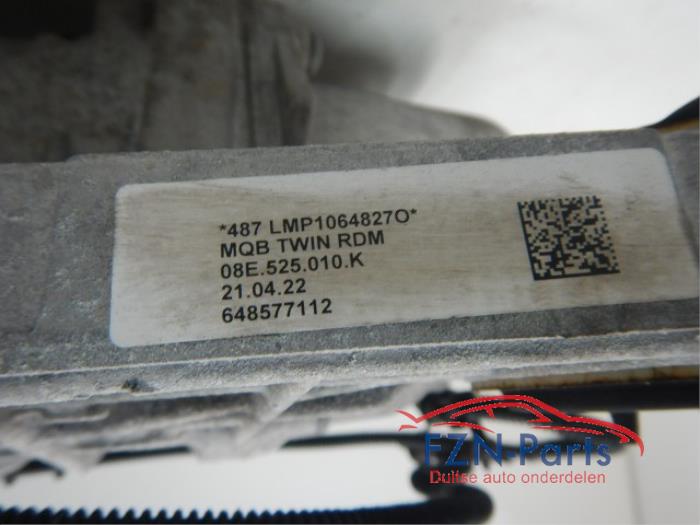 *487 LMP1064827O*
MQB TWIN RDM
08E.525.010.K
21.04.22
648577112
FZN-Parts
Duitse auto onderdelen